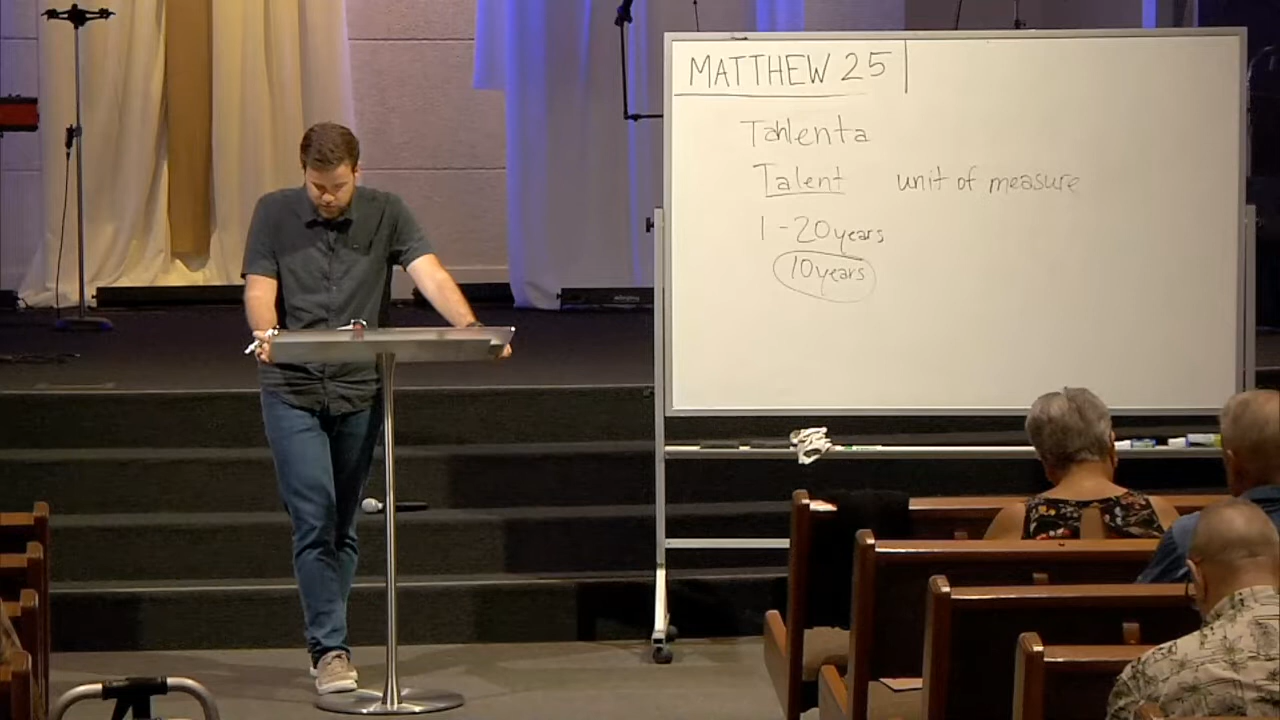 MATTHEW 25
Tahlenta
Talent unit of measure
1-20years
10years